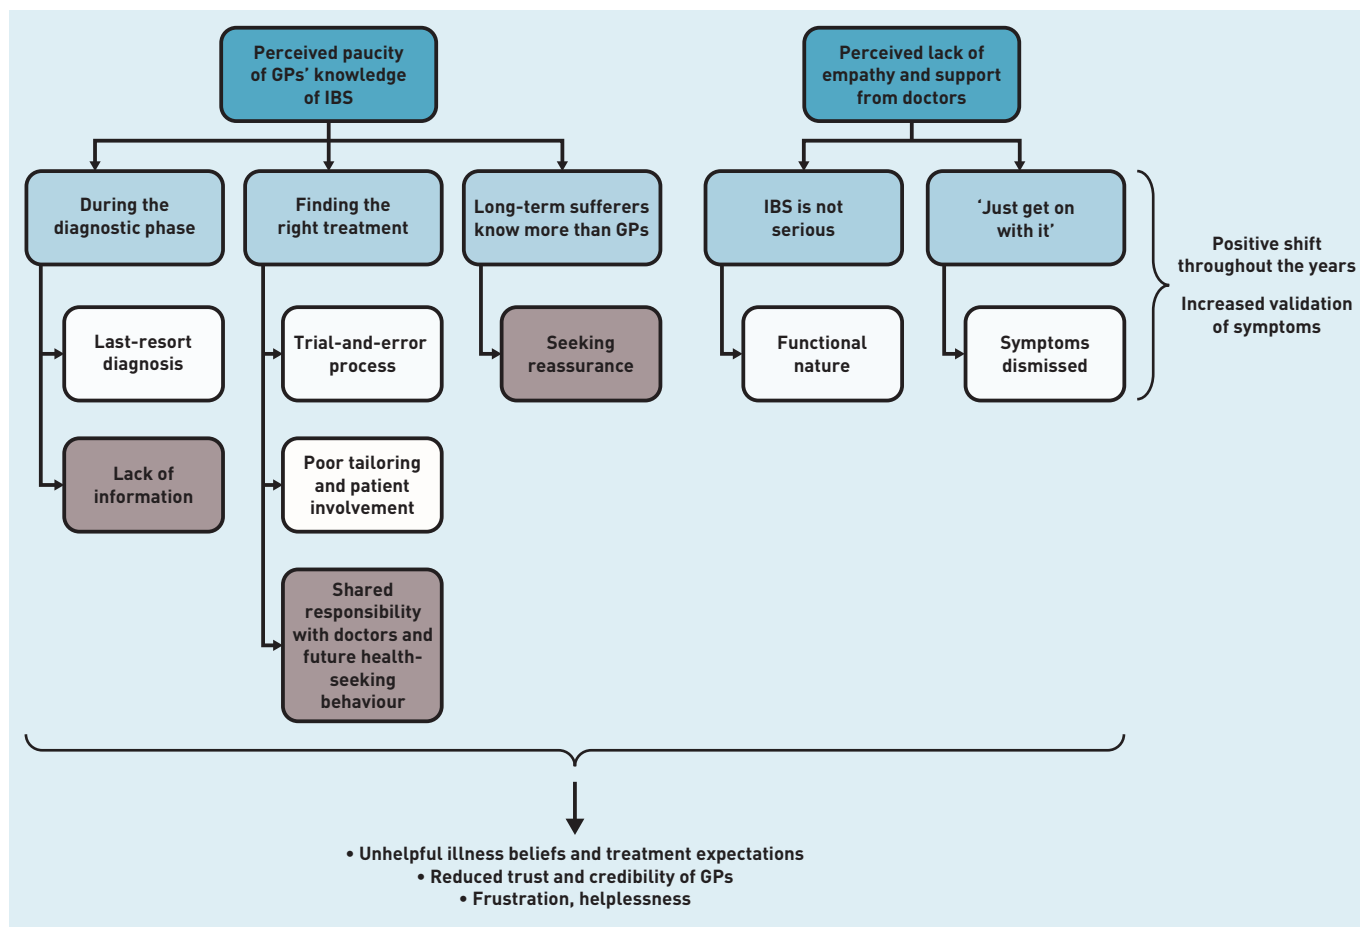 Perceived paucity
of GPs’ knowledge
of IBS
Perceived lack of
empathy and support
from doctors
During the
diagnostic phase
Finding the
right treatment
Long-term sufferers
know more than GPs
IBS is not
serious
‘Just get on
with it’
Positive shift
throughout the years
Increased validation
of symptoms
Last-resort
diagnosis
Trial-and-error
process
Seeking
reassurance
Functional
nature
Symptoms
dismissed
Lack of
information
Poor tailoring
and patient
involvement
Shared
responsibility
with doctors and
future health-
seeking
behaviour
• Unhelpful illness beliefs and treatment expectations
• Reduced trust and credibility of GPs
• Frustration, helplessness